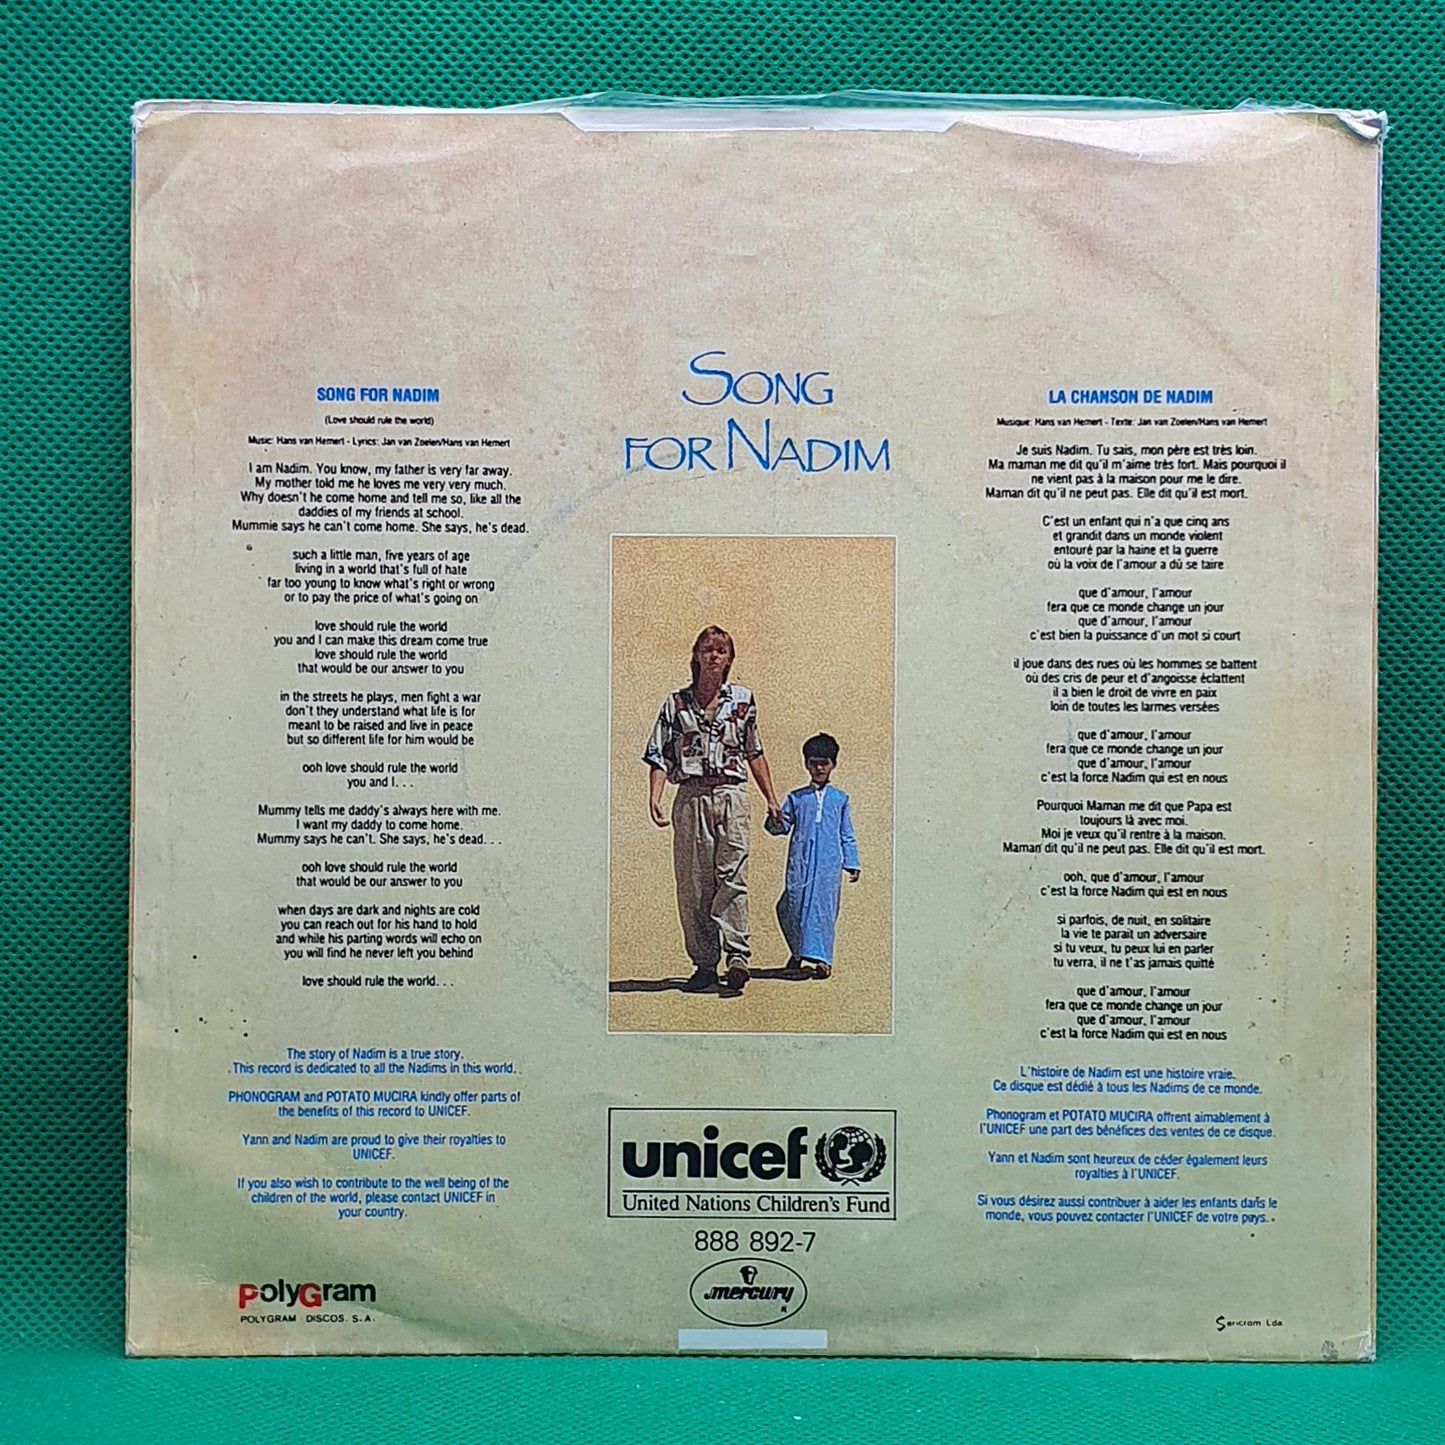 SONG
FOR NADIM
SONG FOR NADIM
(Love should rule the world)
Music: Hans van Hemert - Lyrics: Jan van Zoelen/Hans van Hemert
I am Nadim. You know, my father is very far away.
My mother told me he loves me very very much.
Why doesn't he come home and tell me so, like all the
daddies of my friends at school.
Mummie says he can't come home. She says, he's dead.
such a little man, five years of age
living in a world that's full of hate
far too young to know what's right or wrong
or to pay the price of what's going on
love should rule the world
you and I can make this dream come true
love should rule the world
that would be our answer to you
in the streets he plays, men fight a war
don't they understand what life is for
meant to be raised and live in peace
but so different life for him would be
ooh love should rule the world
you and I. . .
Mummy tells me daddy's always here with me.
I want my daddy to come home.
Mummy says he can't. She says, he's dead. . .
ooh love should rule the world
that would be our answer to you
when days are dark and nights are cold
you can reach out for his hand to hold
and while his parting words will echo on
you will find he never left you behind
love should rule the world. . .
The story of Nadim is a true story.
This record is dedicated to all the Nadims in this world.
PHONOGRAM and POTATO MUCIRA kindly offer parts of
the benefits of this record to UNICEF.
Yann and Nadim are proud to give their royalties to
UNICEF.
If you also wish to contribute to the well being of the
children of the world, please contact UNICEF in
your country.
PolyGram
POLYGRAM DISCOS. S.A.
unicef
United Nations Children's Fund
888 892-7
mercury
LA CHANSON DE NADIM
Musique: Hans van Hemert - Texte: Jan van Zoelen/Hans van Hemert
Je suis Nadim. Tu sais, mon père est très loin.
Ma maman me dit qu'il m'aime très fort. Mais pourquoi il
ne vient pas à la maison pour me le dire.
Maman dit qu'il ne peut pas. Elle dit qu'il est mort.
C'est un enfant qui n'a que cinq ans
et grandit dans un monde violent
entouré par la haine et la guerre
où la voix de l'amour a dû se taire
que d'amour, l'amour
fera que ce monde change un jour
que d'amour, l'amour
c'est bien la puissance d'un mot si court
il joue dans des rues où les hommes se battent
où des cris de peur et d'angoisse éclattent
il a bien le droit de vivre en paix
loin de toutes les larmes versées
que d'amour, l'amour
fera que ce monde change un jour
que d'amour, l'amour
c'est la force Nadim qui est en nous
Pourquoi Maman me dit que Papa est
toujours là avec moi.
Moi je veux qu'il rentre à la maison.
Maman dit qu'il ne peut pas. Elle dit qu'il est mort.
ooh, que d'amour, l'amour
c'est la force Nadim qui est en nous
si parfois, de nuit, en solitaire
la vie te parait un adversaire
si tu veux, tu peux lui en parler
tu verra, il ne t'as jamais quitté
que d'amour, l'amour
fera que ce monde change un jour
que d'amour, l'amour
c'est la force Nadim qui est en nous
L'histoire de Nadim est une histoire vraie.
Ce disque est dédié à tous les Nadims de ce monde.
Phonogram et POTATO MUCIRA offrent aimablement à
l'UNICEF une part des bénéfices des ventes de ce disque.
Yann et Nadim sont heureux de céder également leurs
royalties à l'UNICEF.
Si vous désirez aussi contribuer à aider les enfants dans le
monde, vous pouvez contacter l'UNICEF de votre pays.
Sericrom Lda